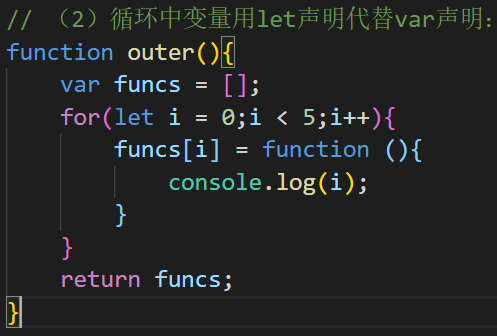 // （2）循环中变量用let声明代替var声明：
function outer(){
    var funcs = [];
    for(let i = 0;i < 5;i++){
        funcs[i] = function (){
            console.log(i);
        }
    }
    return funcs;
}